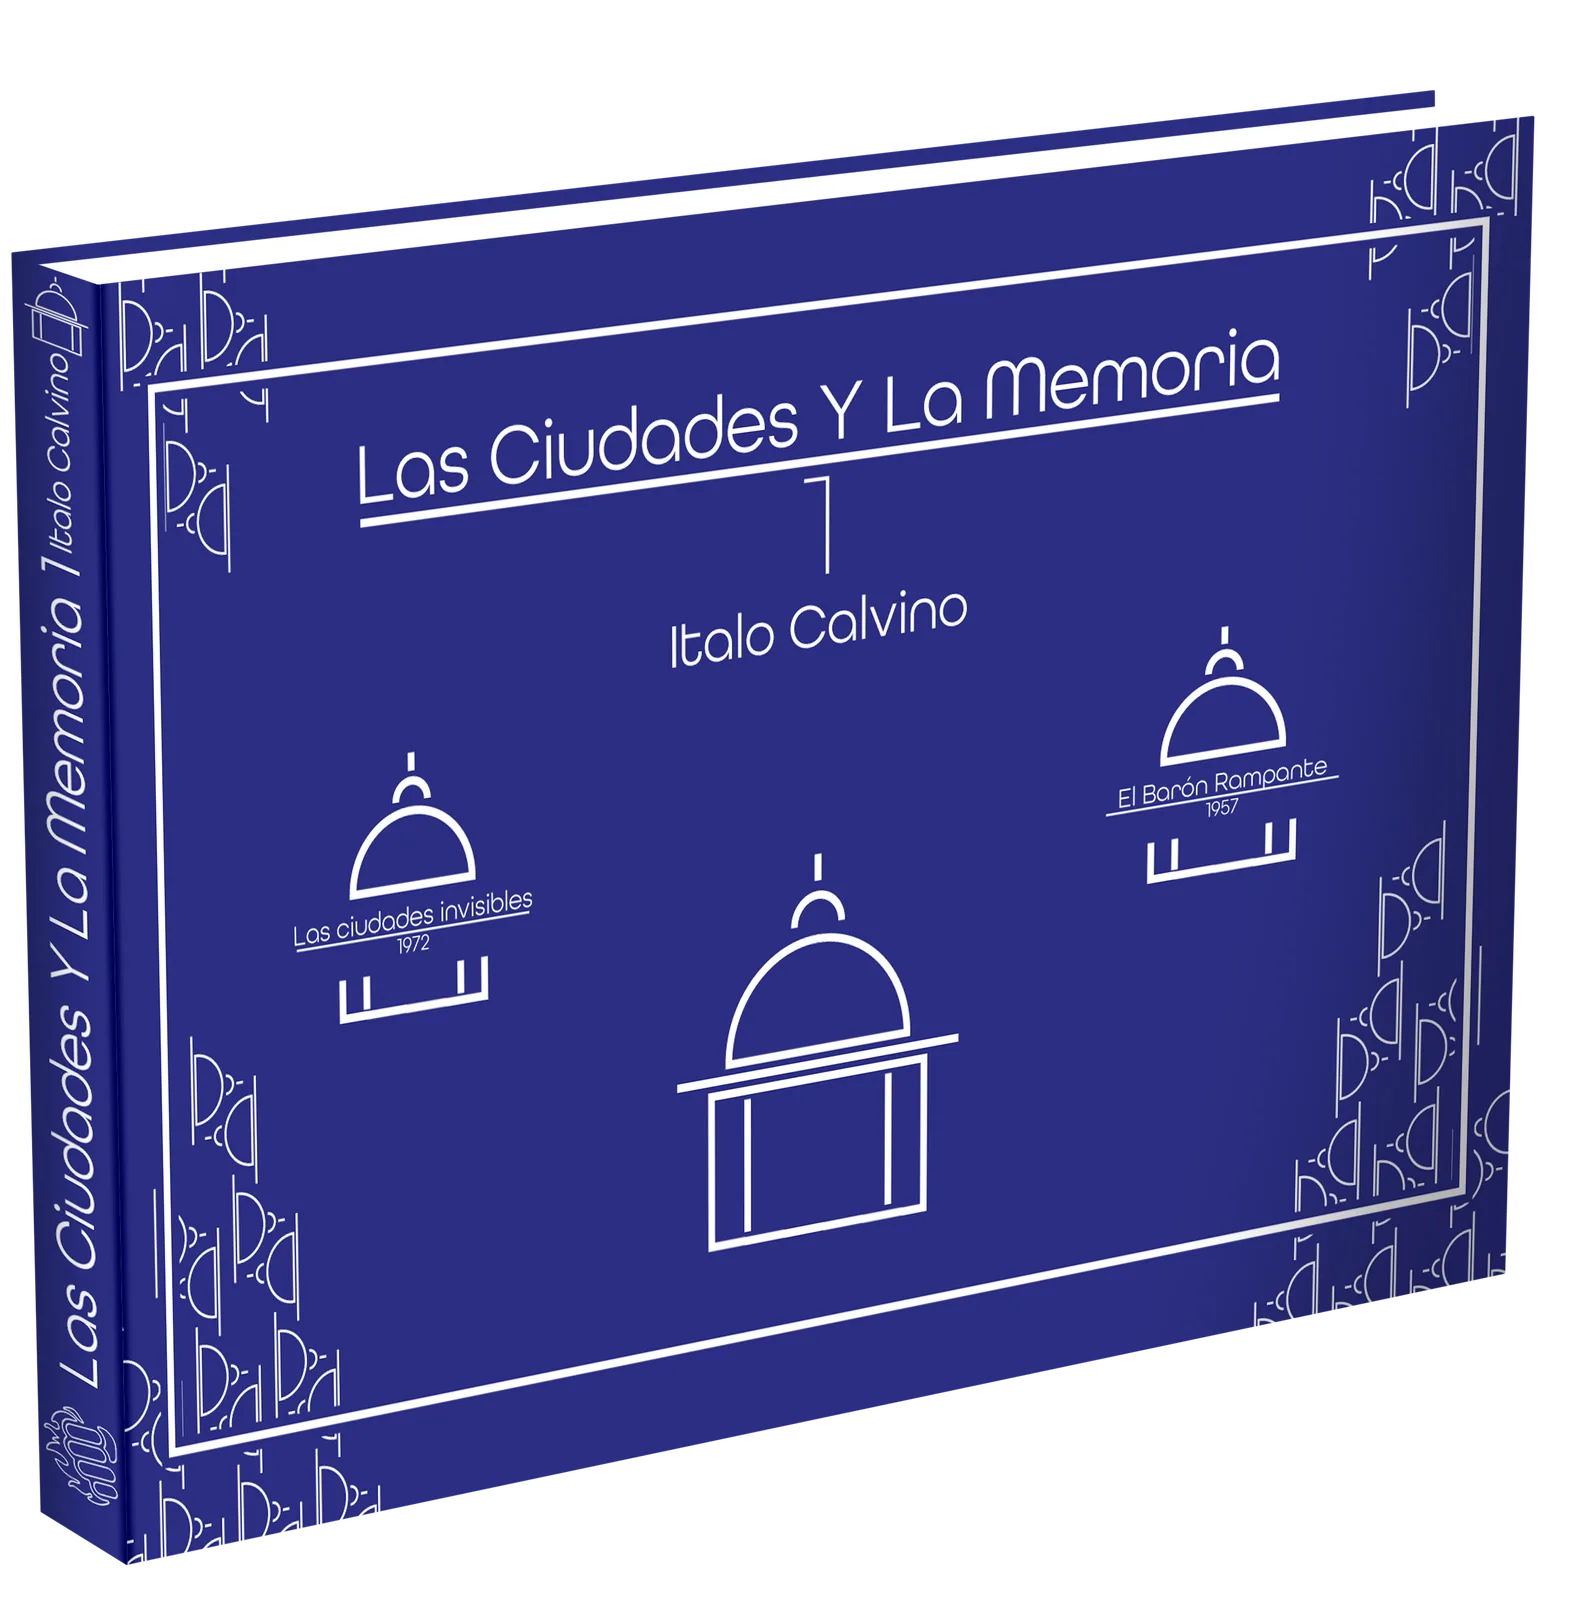 Las Ciudades Y La Memoria
1
Italo Calvino
Las ciudades invisibles
1972
El Barón Rampante
1957
Las Ciudades Y La Memoria 1 Italo Calvino